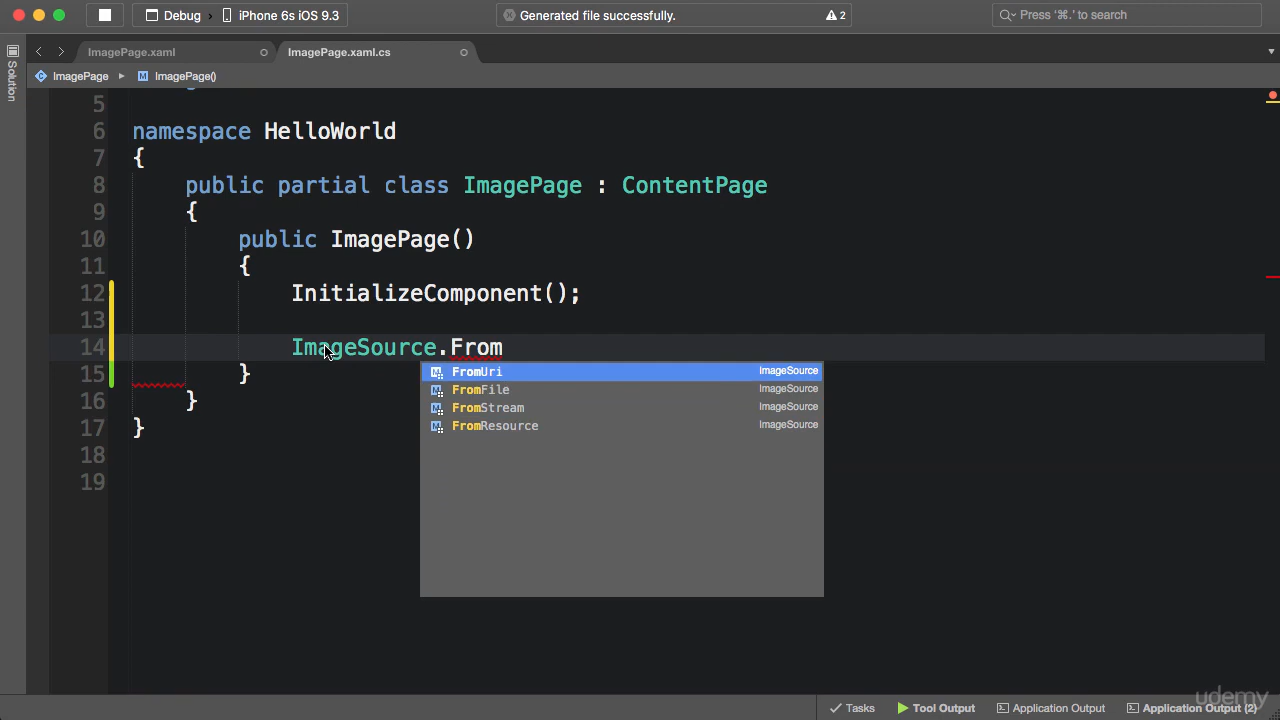 Debug iPhone 6s iOS 9.3 Generated file successfully. 2 Press '⌘.' to search
Solution
ImagePage.xaml ImagePage.xaml.cs
ImagePage ImagePage()
5
6 namespace HelloWorld
7 {
8 public partial class ImagePage : ContentPage
9 {
10 public ImagePage()
11 {
12 InitializeComponent();
13
14 ImageSource.From
15 }
16 }
17 }
18
19
FromUri ImageSource
FromFile ImageSource
FromStream ImageSource
FromResource ImageSource
Tasks Tool Output Application Output Application Output (2)
udemy